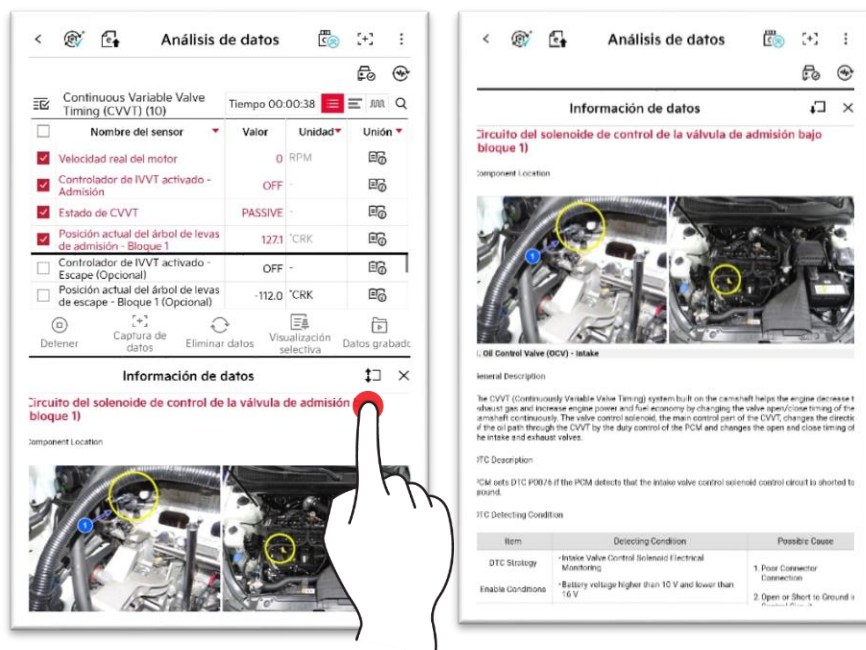 Análisis de datos
Continuous Variable Valve
Timing (CVVT) (10)
Tiempo 00:00:38
Nombre del sensor
Valor
Unidad
Unión
Velocidad real del motor
0
RPM
Controlador de IVVT activado -
Admisión
OFF
-
Estado de CVVT
PASSIVE
-
Posición actual del árbol de levas
de admisión - Bloque 1
127.1
°CRK
Controlador de IVVT activado -
Escape (Opcional)
OFF
-
Posición actual del árbol de levas
de escape - Bloque 1 (Opcional)
-112.0
°CRK
Detener
Captura de
datos
Eliminar datos
Visualización
selectiva
Datos grabadc
Información de datos
Circuito del solenoide de control de la válvula de admisión
bloque 1)
Component Location
1
Análisis de datos
Información de datos
Circuito del solenoide de control de la válvula de admisión bajo
bloque 1)
Component Location
1
. Oil Control Valve (OCV) - Intake
General Description
The CVVT (Continuously Variable Valve Timing) system built on the camshaft helps the engine decrease t
exhaust gas and increase engine power and fuel economy by changing the valve open/close timing of the
camshaft continuously. The valve control solenoid, the main control part of the CVVT, changes the directic
of the oil path through the CVVT by the duty control of the PCM and changes the open and close timing of
the intake and exhaust valves.
DTC Description
PCM sets DTC P0076 if the PCM detects that the intake valve control solenoid control circuit is shorted to
ground.
DTC Detecting Condition
Item
Detecting Condition
Possible Cause
DTC Strategy
•Intake Valve Control Solenoid Electrical
Monitoring
Enable Conditions
•Battery voltage higher than 10 V and lower than
16 V
1. Poor Connector
Connection
2. Open or Short to Ground i